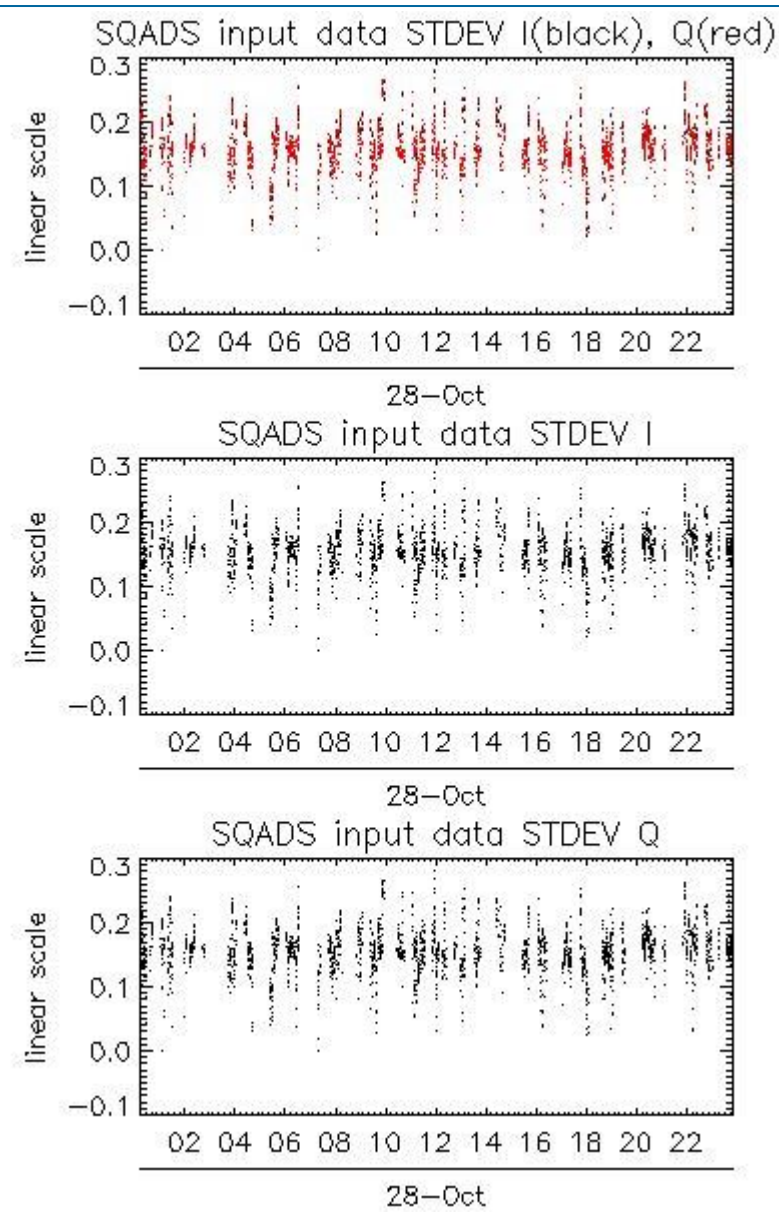 SQADS input data STDEV I(black), Q(red)
0.3
0.2
0.1
0.0
−0.1
linear scale
02 04 06 08 10 12 14 16 18 20 22
28−Oct
SQADS input data STDEV I
0.3
0.2
0.1
0.0
−0.1
linear scale
02 04 06 08 10 12 14 16 18 20 22
28−Oct
SQADS input data STDEV Q
0.3
0.2
0.1
0.0
−0.1
linear scale
02 04 06 08 10 12 14 16 18 20 22
28−Oct